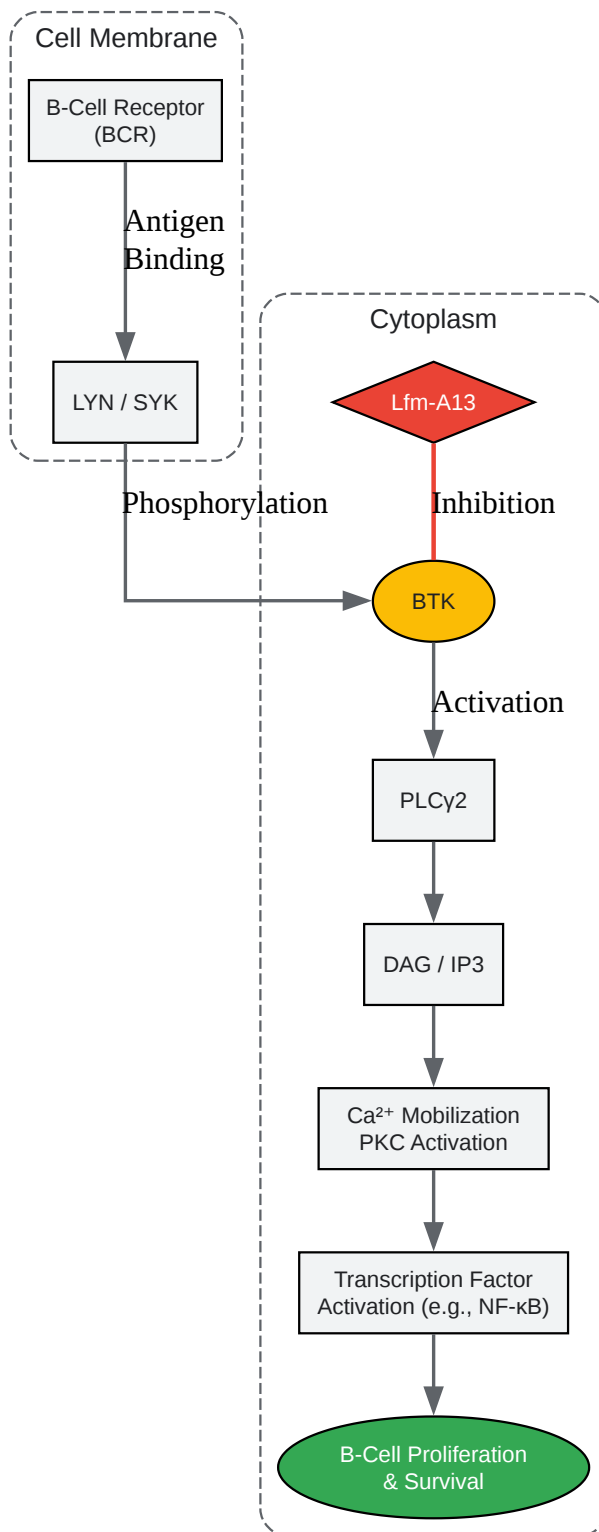 Cell Membrane
B-Cell Receptor
(BCR)
Antigen
Binding
LYN / SYK
Phosphorylation
Cytoplasm
Lfm-A13
Inhibition
BTK
Activation
PLCγ2
DAG / IP3
Ca²⁺ Mobilization
PKC Activation
Transcription Factor
Activation (e.g., NF-κB)
B-Cell Proliferation
& Survival